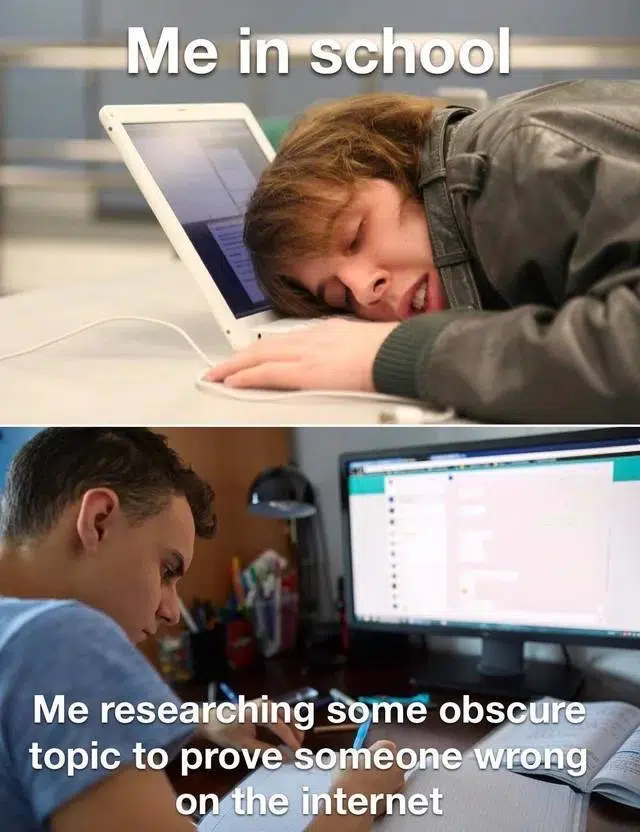 Me in school
Me researching some obscure
topic to prove someone wrong
on the internet